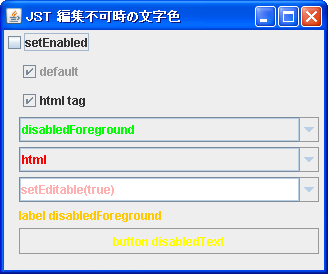 JST 編集不可時の文字色
setEnabled
default
html tag
disabledForeground
html
setEditable(true)
label disabledForeground
button disabledText